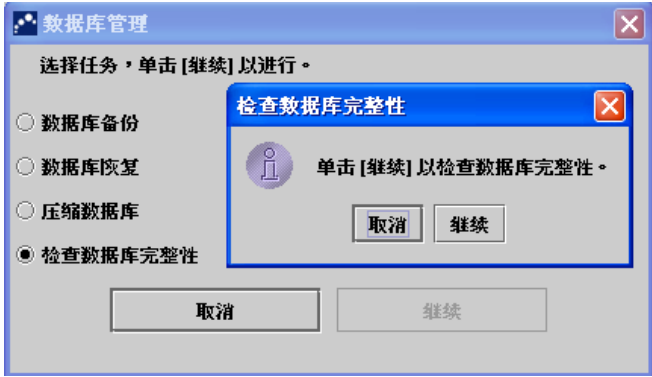 数据库管理
选择任务，单击 [继续] 以进行。
数据库备份
数据库恢复
压缩数据库
检查数据库完整性
检查数据库完整性
单击 [继续] 以检查数据库完整性。
取消
继续
取消
继续